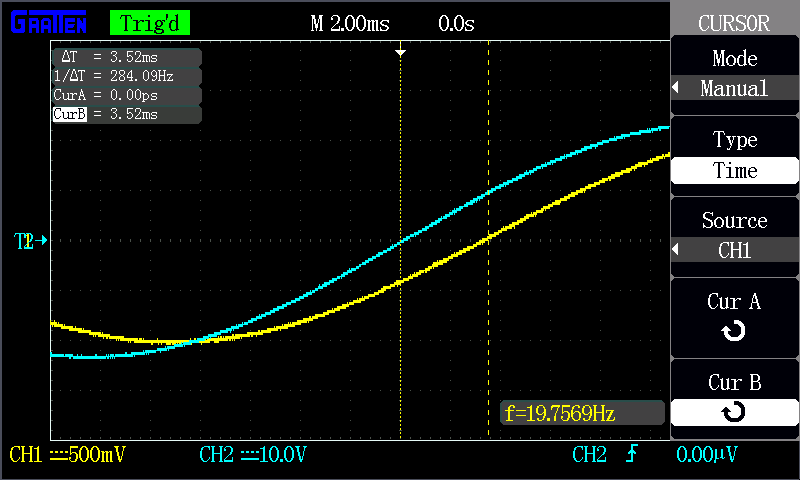 GRATTEN Trig'd M 2.00ms 0.0s CURSOR
ΔT = 3.52ms
1/ΔT = 284.09Hz
CurA = 0.00ps
CurB = 3.52ms
Mode
Manual
Type
Time
Source
CH1
Cur A
Cur B
f=19.7569Hz
CH1 500mV CH2 10.0V CH2 0.00μV